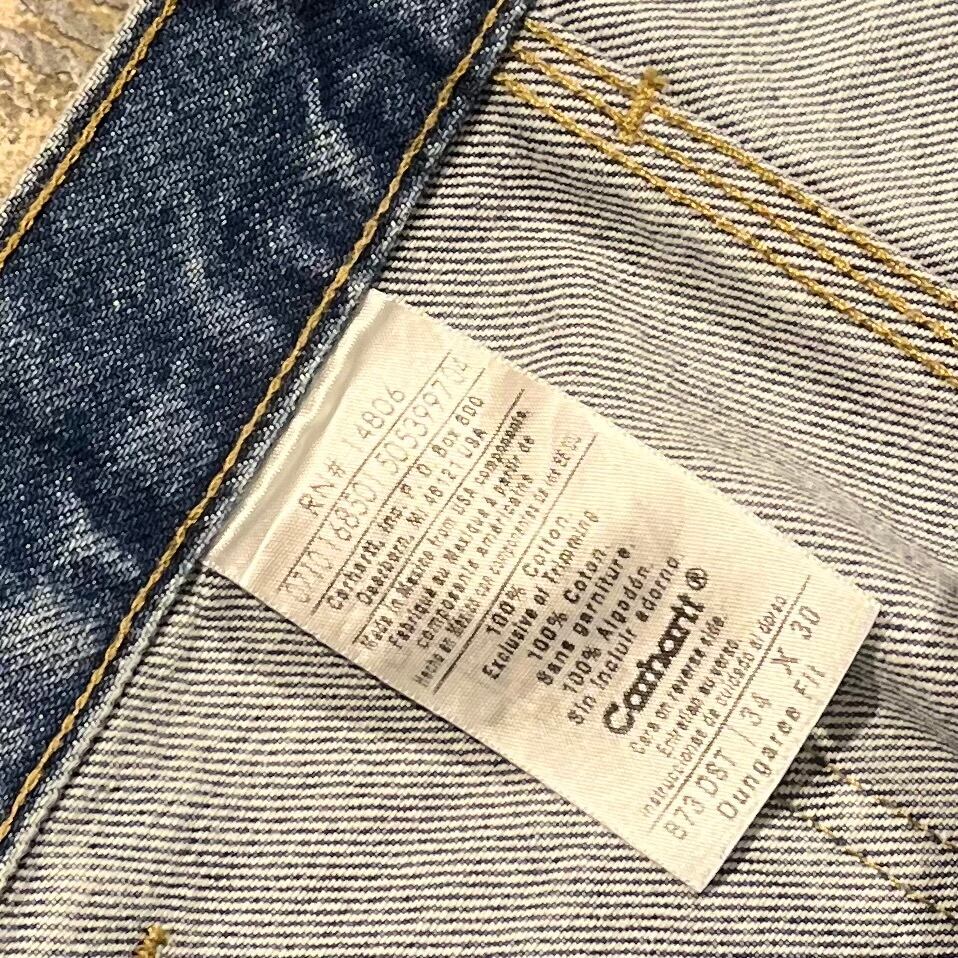 RN# 14806
0701685015053997304
Carhartt, Inc. P.O. Box 600
Dearborn, MI 48121 USA
Made in Mexico from USA components
Fabriqué au Mexique à partir de
composants américains
Hecho en México con componentes de los EE.UU.
100% Cotton
Exclusive of Trimming
100% Coton
Sans garniture.
100% Algodón.
Sin incluir adorno.
Carhartt®
Care on reverse side.
Entretien au verso
Instrucciones de cuidado al dorso
B73 DST / 34 X 30
Dungaree Fit